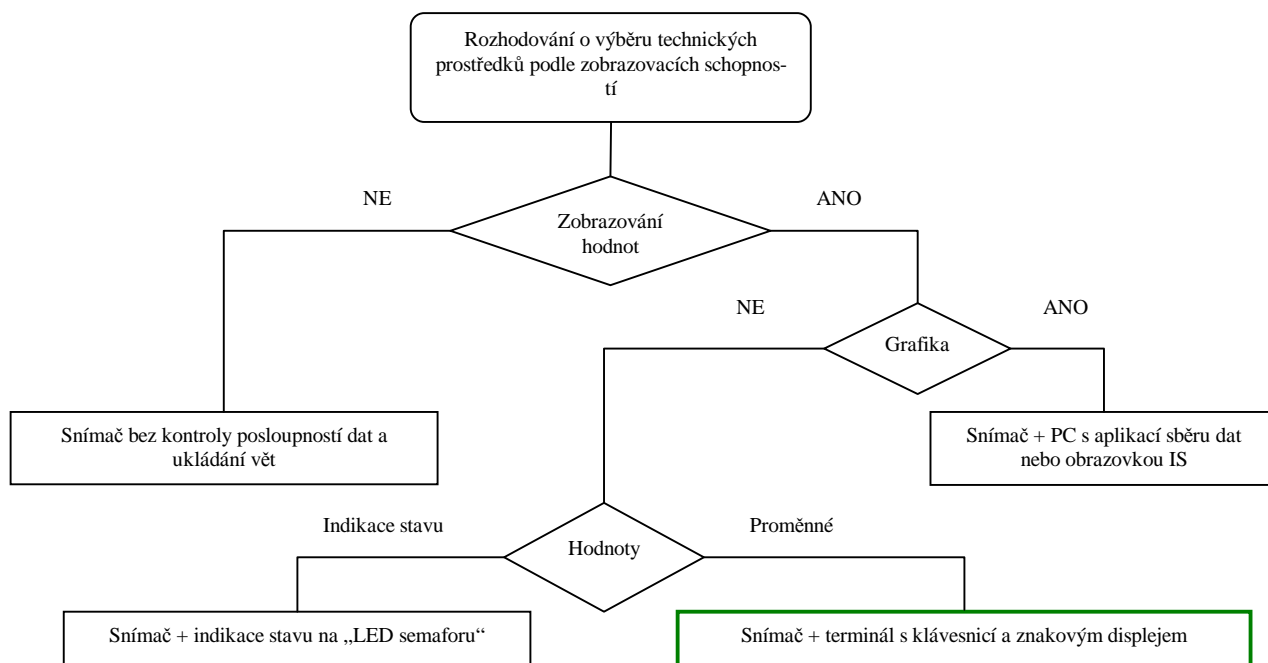 Rozhodování o výběru technických
prostředků podle zobrazovacích schopnos-
tí
NE
ANO
Zobrazování
hodnot
NE
ANO
Grafika
Snímač bez kontroly posloupností dat a
ukládání vět
Snímač + PC s aplikací sběru dat
nebo obrazovkou IS
Indikace stavu
Proměnné
Hodnoty
Snímač + indikace stavu na „LED semaforu“
Snímač + terminál s klávesnicí a znakovým displejem